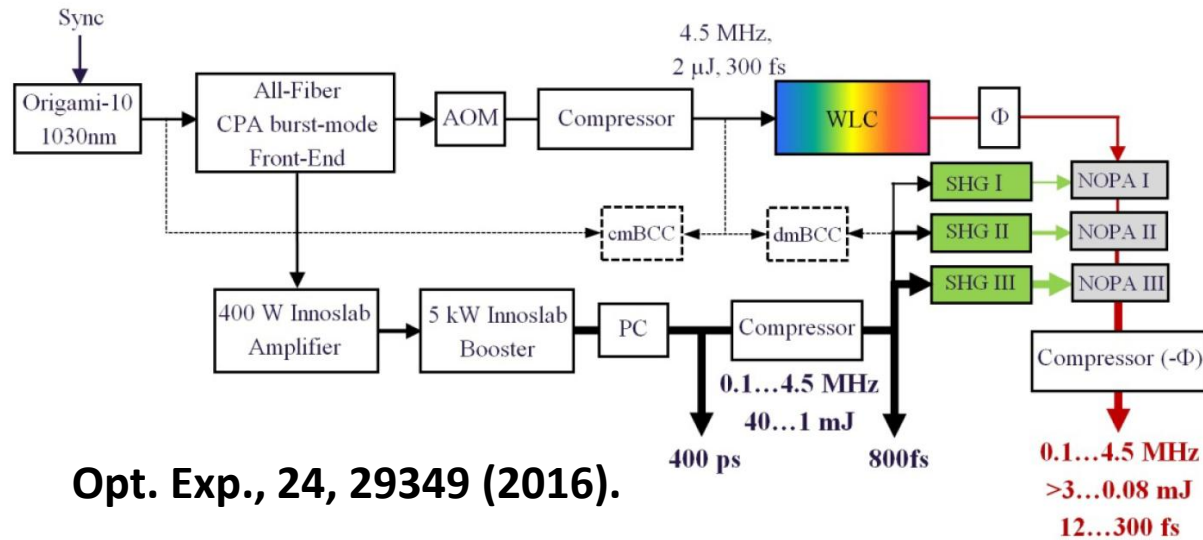 Sync
4.5 MHz,
2 µJ, 300 fs
Origami-10
1030nm
All-Fiber
CPA burst-mode
Front-End
AOM
Compressor
WLC
Φ
SHG I
NOPA I
cmBCC
dmBCC
SHG II
NOPA II
SHG III
NOPA III
400 W Innoslab
Amplifier
5 kW Innoslab
Booster
PC
Compressor
Compressor (-Φ)
0.1…4.5 MHz
40…1 mJ
400 ps
800fs
0.1…4.5 MHz
>3…0.08 mJ
12…300 fs
Opt. Exp., 24, 29349 (2016).